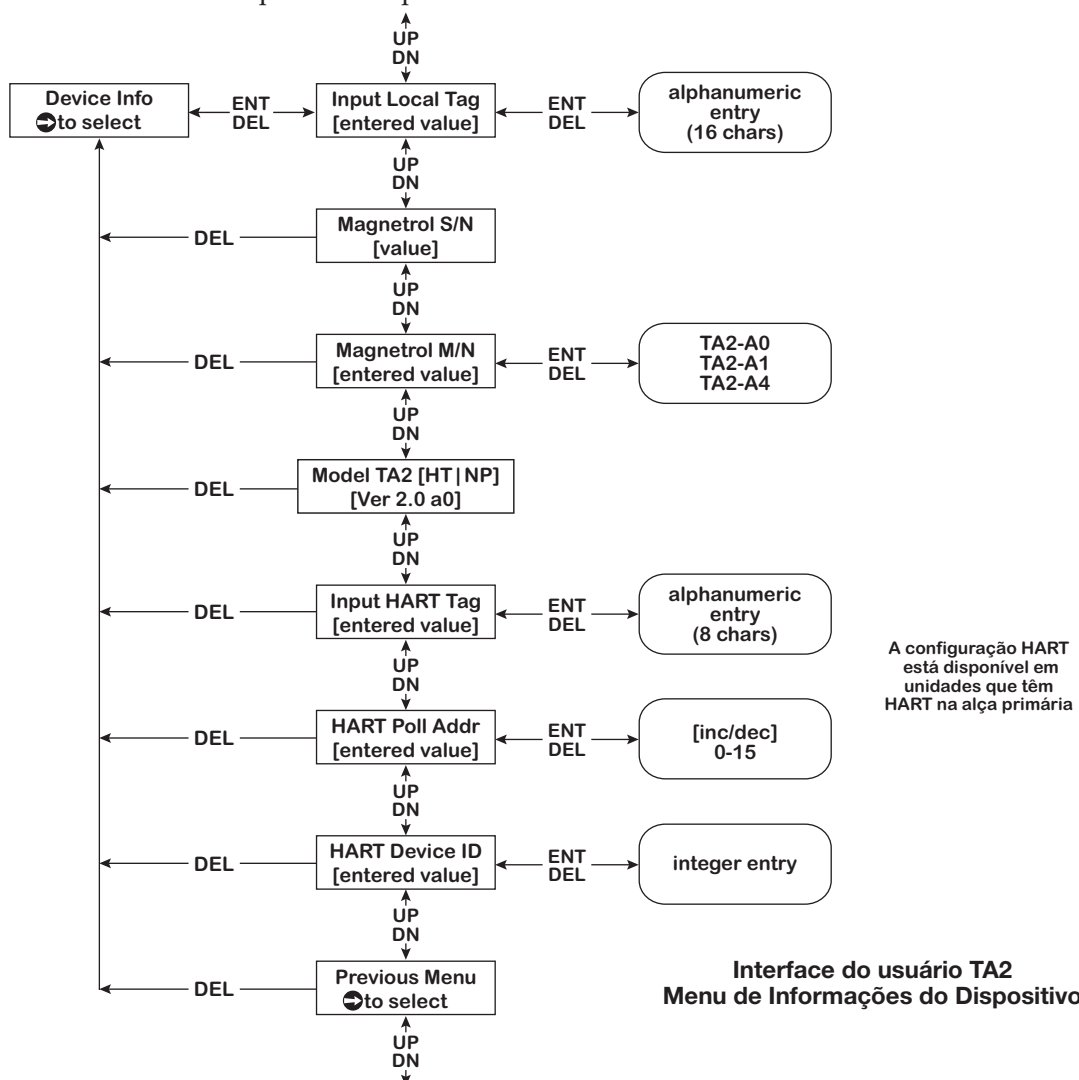 UP
DN
Device Info
to select
ENT
DEL
Input Local Tag
[entered value]
ENT
DEL
alphanumeric
entry
(16 chars)
UP
DN
DEL
Magnetrol S/N
[value]
UP
DN
DEL
Magnetrol M/N
[entered value]
ENT
DEL
TA2-A0
TA2-A1
TA2-A4
UP
DN
DEL
Model TA2 [HT|NP]
[Ver 2.0 a0]
UP
DN
DEL
Input HART Tag
[entered value]
ENT
DEL
alphanumeric
entry
(8 chars)
A configuração HART
está disponível em
unidades que têm
HART na alça primária
UP
DN
DEL
HART Poll Addr
[entered value]
ENT
DEL
[inc/dec]
0-15
UP
DN
DEL
HART Device ID
[entered value]
ENT
DEL
integer entry
UP
DN
DEL
Previous Menu
to select
Interface do usuário TA2
Menu de Informações do Dispositivo
UP
DN